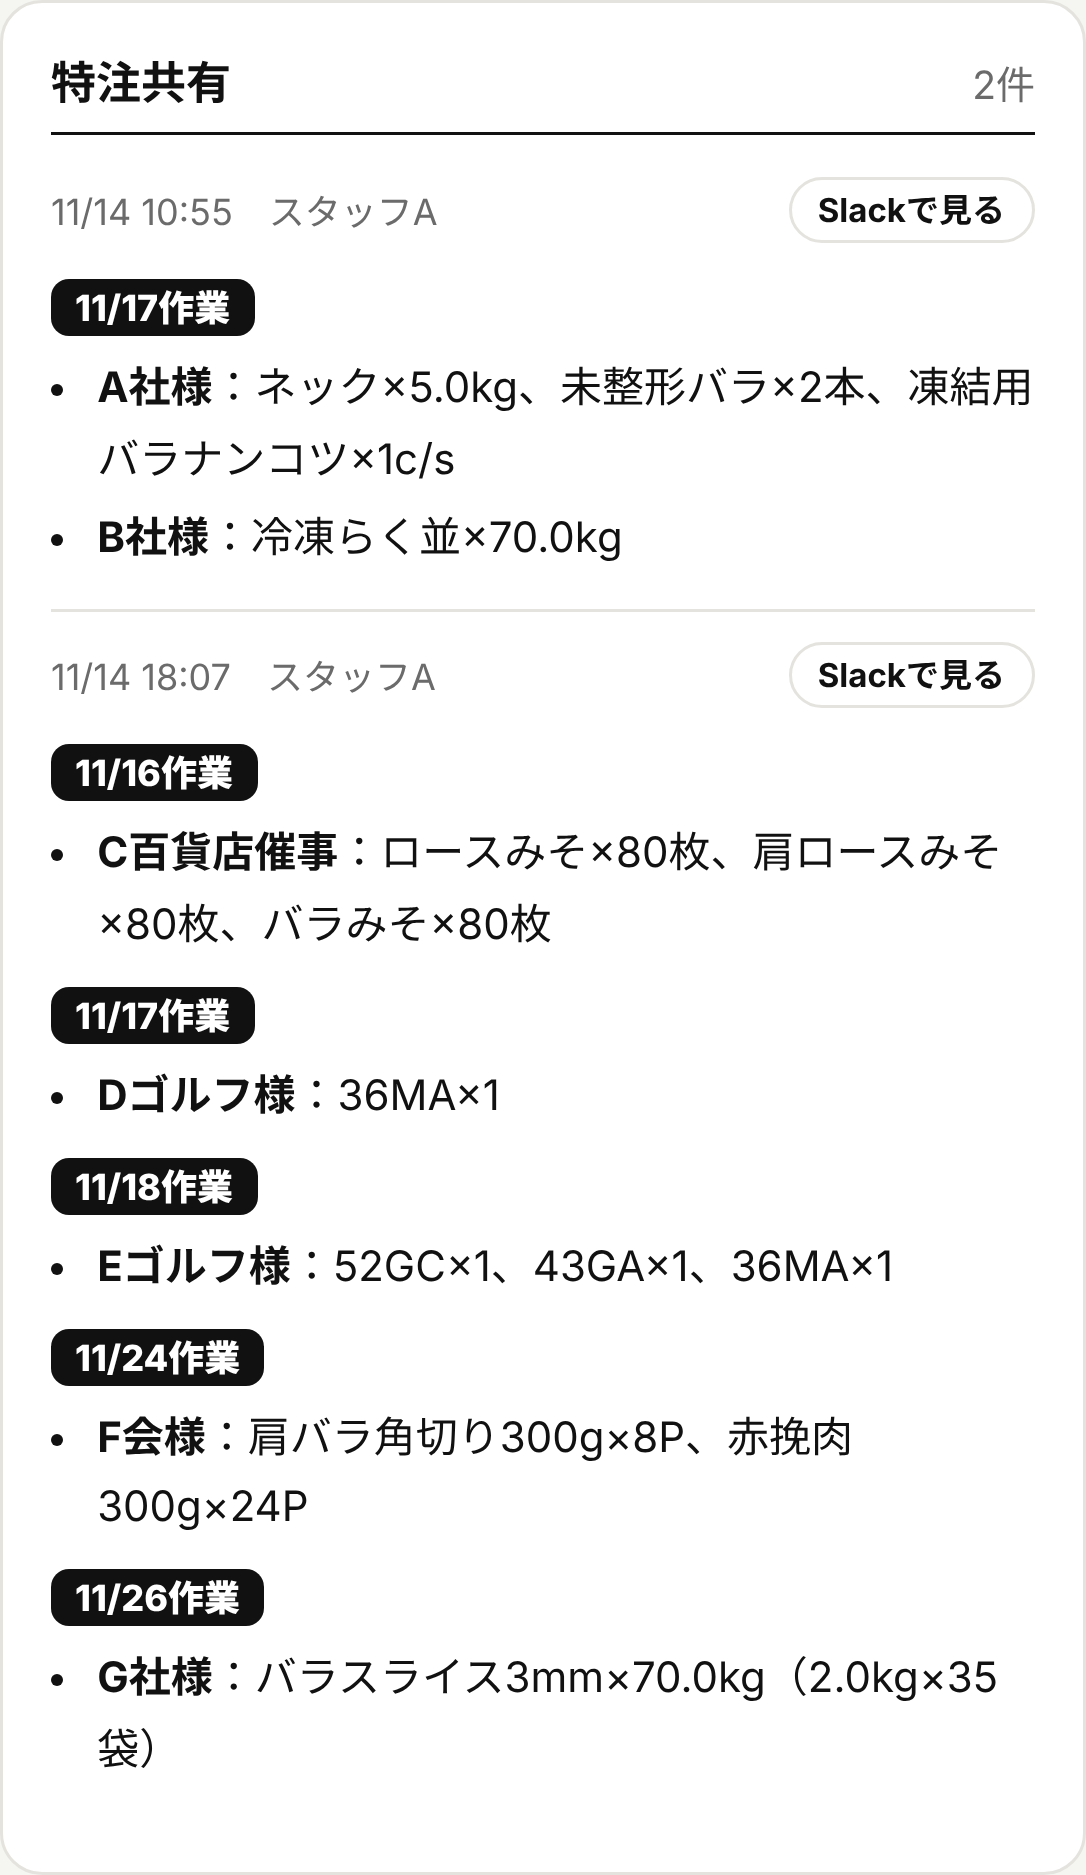 特注共有
2件
11/14 10:55 スタッフA
Slackで見る
11/17作業
• A社様：ネック×5.0kg、未整形バラ×2本、凍結用
バラナンコツ×1c/s
• B社様：冷凍らく並×70.0kg
11/14 18:07 スタッフA
Slackで見る
11/16作業
• C百貨店催事：ロースみそ×80枚、肩ロースみそ
×80枚、バラみそ×80枚
11/17作業
• Dゴルフ様：36MA×1
11/18作業
• Eゴルフ様：52GC×1、43GA×1、36MA×1
11/24作業
• F会様：肩バラ角切り300g×8P、赤挽肉
300g×24P
11/26作業
• G社様：バラスライス3mm×70.0kg（2.0kg×35
袋）